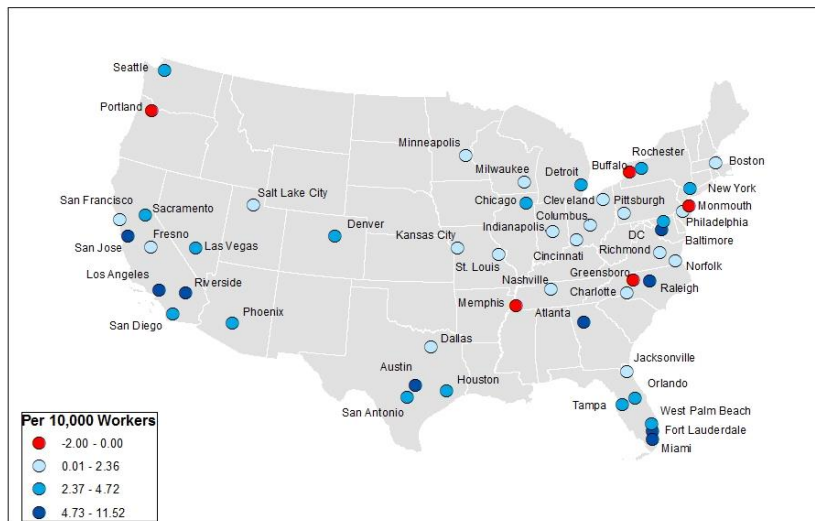 Seattle
Portland
Minneapolis
Milwaukee
Detroit
Buffalo
Rochester
Boston
San Francisco
Sacramento
Salt Lake City
Chicago
Cleveland
Pittsburgh
New York
Monmouth
Philadelphia
Indianapolis
Columbus
San Jose
Fresno
Las Vegas
Denver
Kansas City
St. Louis
Cincinnati
DC
Baltimore
Richmond
Norfolk
Los Angeles
Riverside
Nashville
Greensboro
Charlotte
Raleigh
San Diego
Phoenix
Memphis
Atlanta
Dallas
Jacksonville
Austin
Houston
Orlando
San Antonio
Tampa
West Palm Beach
Fort Lauderdale
Miami
Per 10,000 Workers
-2.00 - 0.00
0.01 - 2.36
2.37 - 4.72
4.73 - 11.52